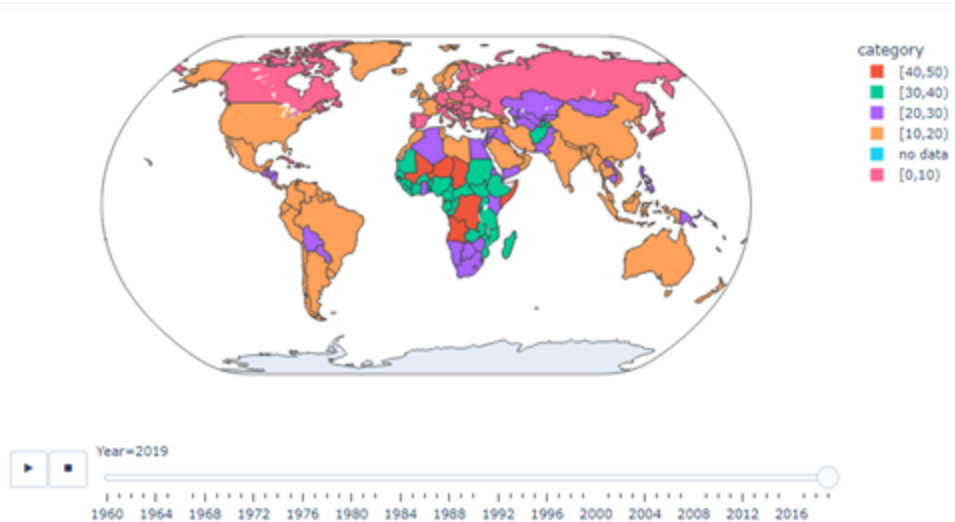 category
[40,50)
[30,40)
[20,30)
[10,20)
no data
[0,10)
Year=2019
1960 1964 1968 1972 1976 1980 1984 1988 1992 1996 2000 2004 2008 2012 2016